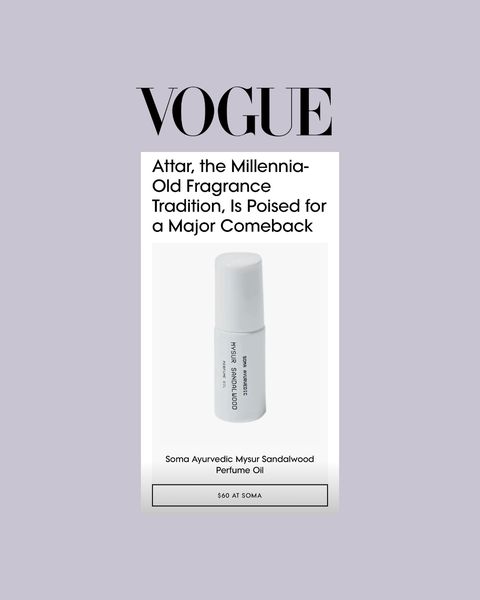 VOGUE
Attar, the Millennia-
Old Fragrance
Tradition, Is Poised for
a Major Comeback
SOMA AYURVEDIC
MYSUR SANDALWOOD
PERFUME OIL
Soma Ayurvedic Mysur Sandalwood
Perfume Oil
$60 AT SOMA